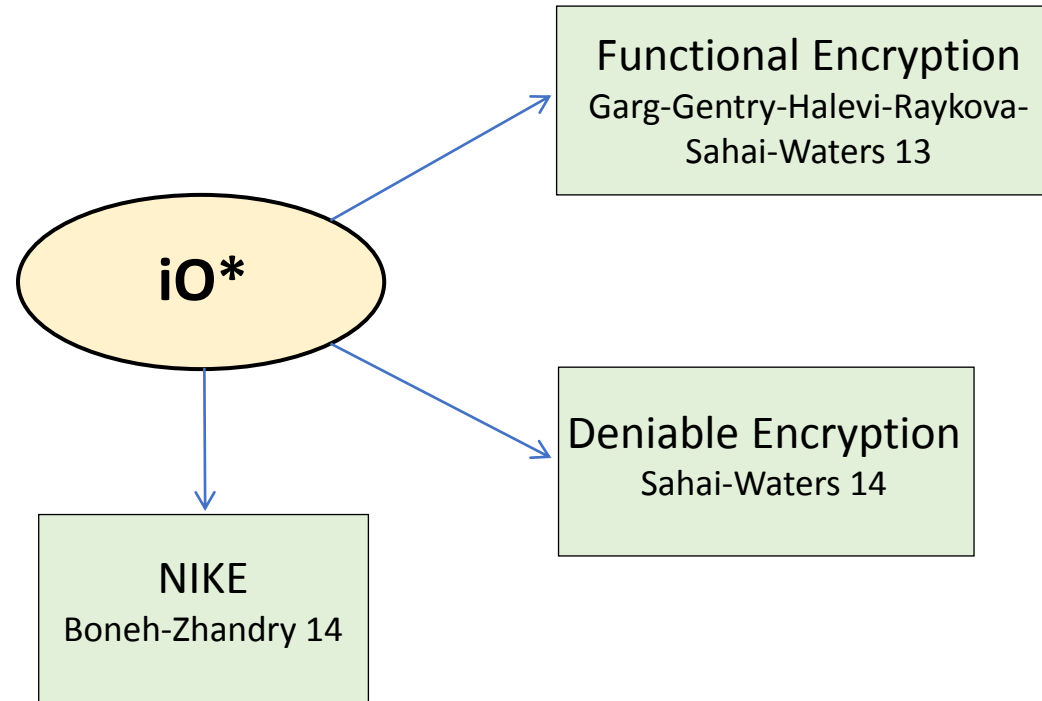 Functional Encryption
Garg-Gentry-Halevi-Raykova-
Sahai-Waters 13
iO*
Deniable Encryption
Sahai-Waters 14
NIKE
Boneh-Zhandry 14